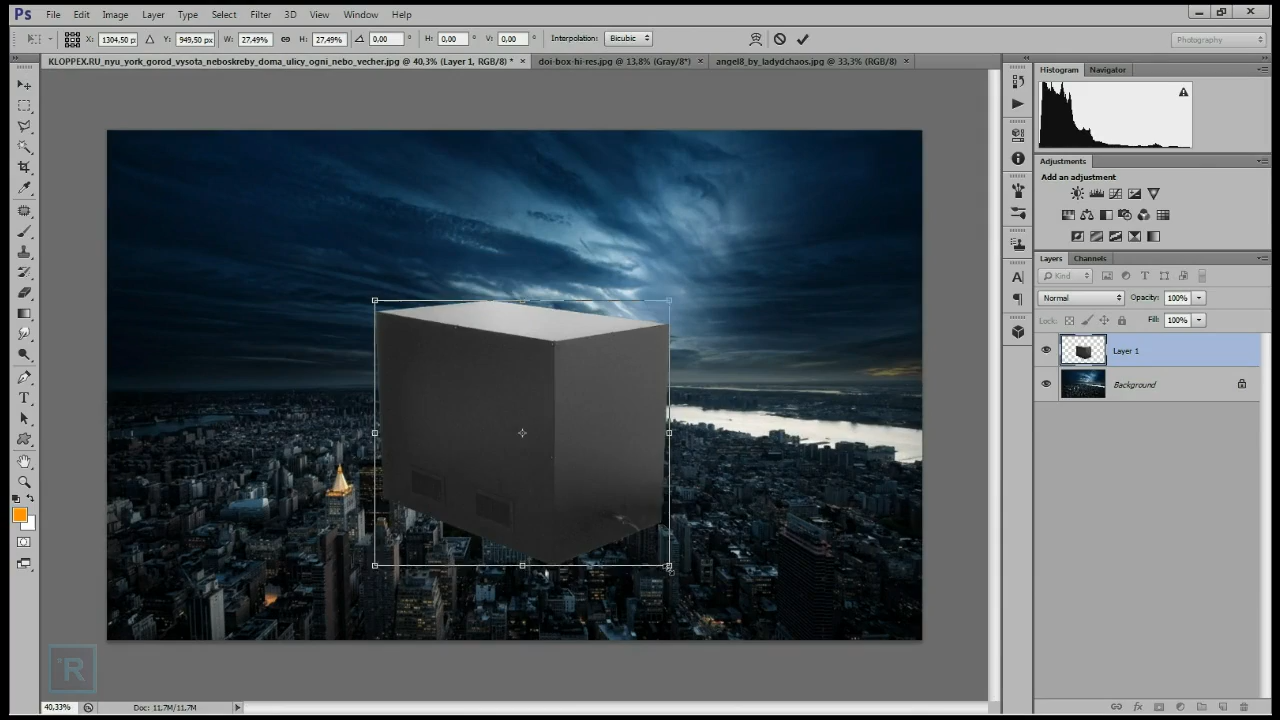 Ps File Edit Image Layer Type Select Filter 3D View Window Help
X: 1304,50 px Y: 949,50 px W: 27,49% H: 27,49% 0,00 ° H: 0,00 ° V: 0,00 ° Interpolation: Bicubic Photography
KLOPPEX.RU_nyu_york_gorod_vysota_neboskreby_doma_ulicy_ogni_nebo_vecher.jpg @ 40,3% (Layer 1, RGB/8) * × doi-box-hi-res.jpg @ 13,8% (Gray/8*) × angel8_by_ladydchaos.jpg @ 33,3% (RGB/8) ×
Histogram Navigator
Adjustments
Add an adjustment
Layers Channels
Kind
Normal Opacity: 100%
Lock: Fill: 100%
Layer 1
Background
R
40,33% Doc: 11,7M/11,7M